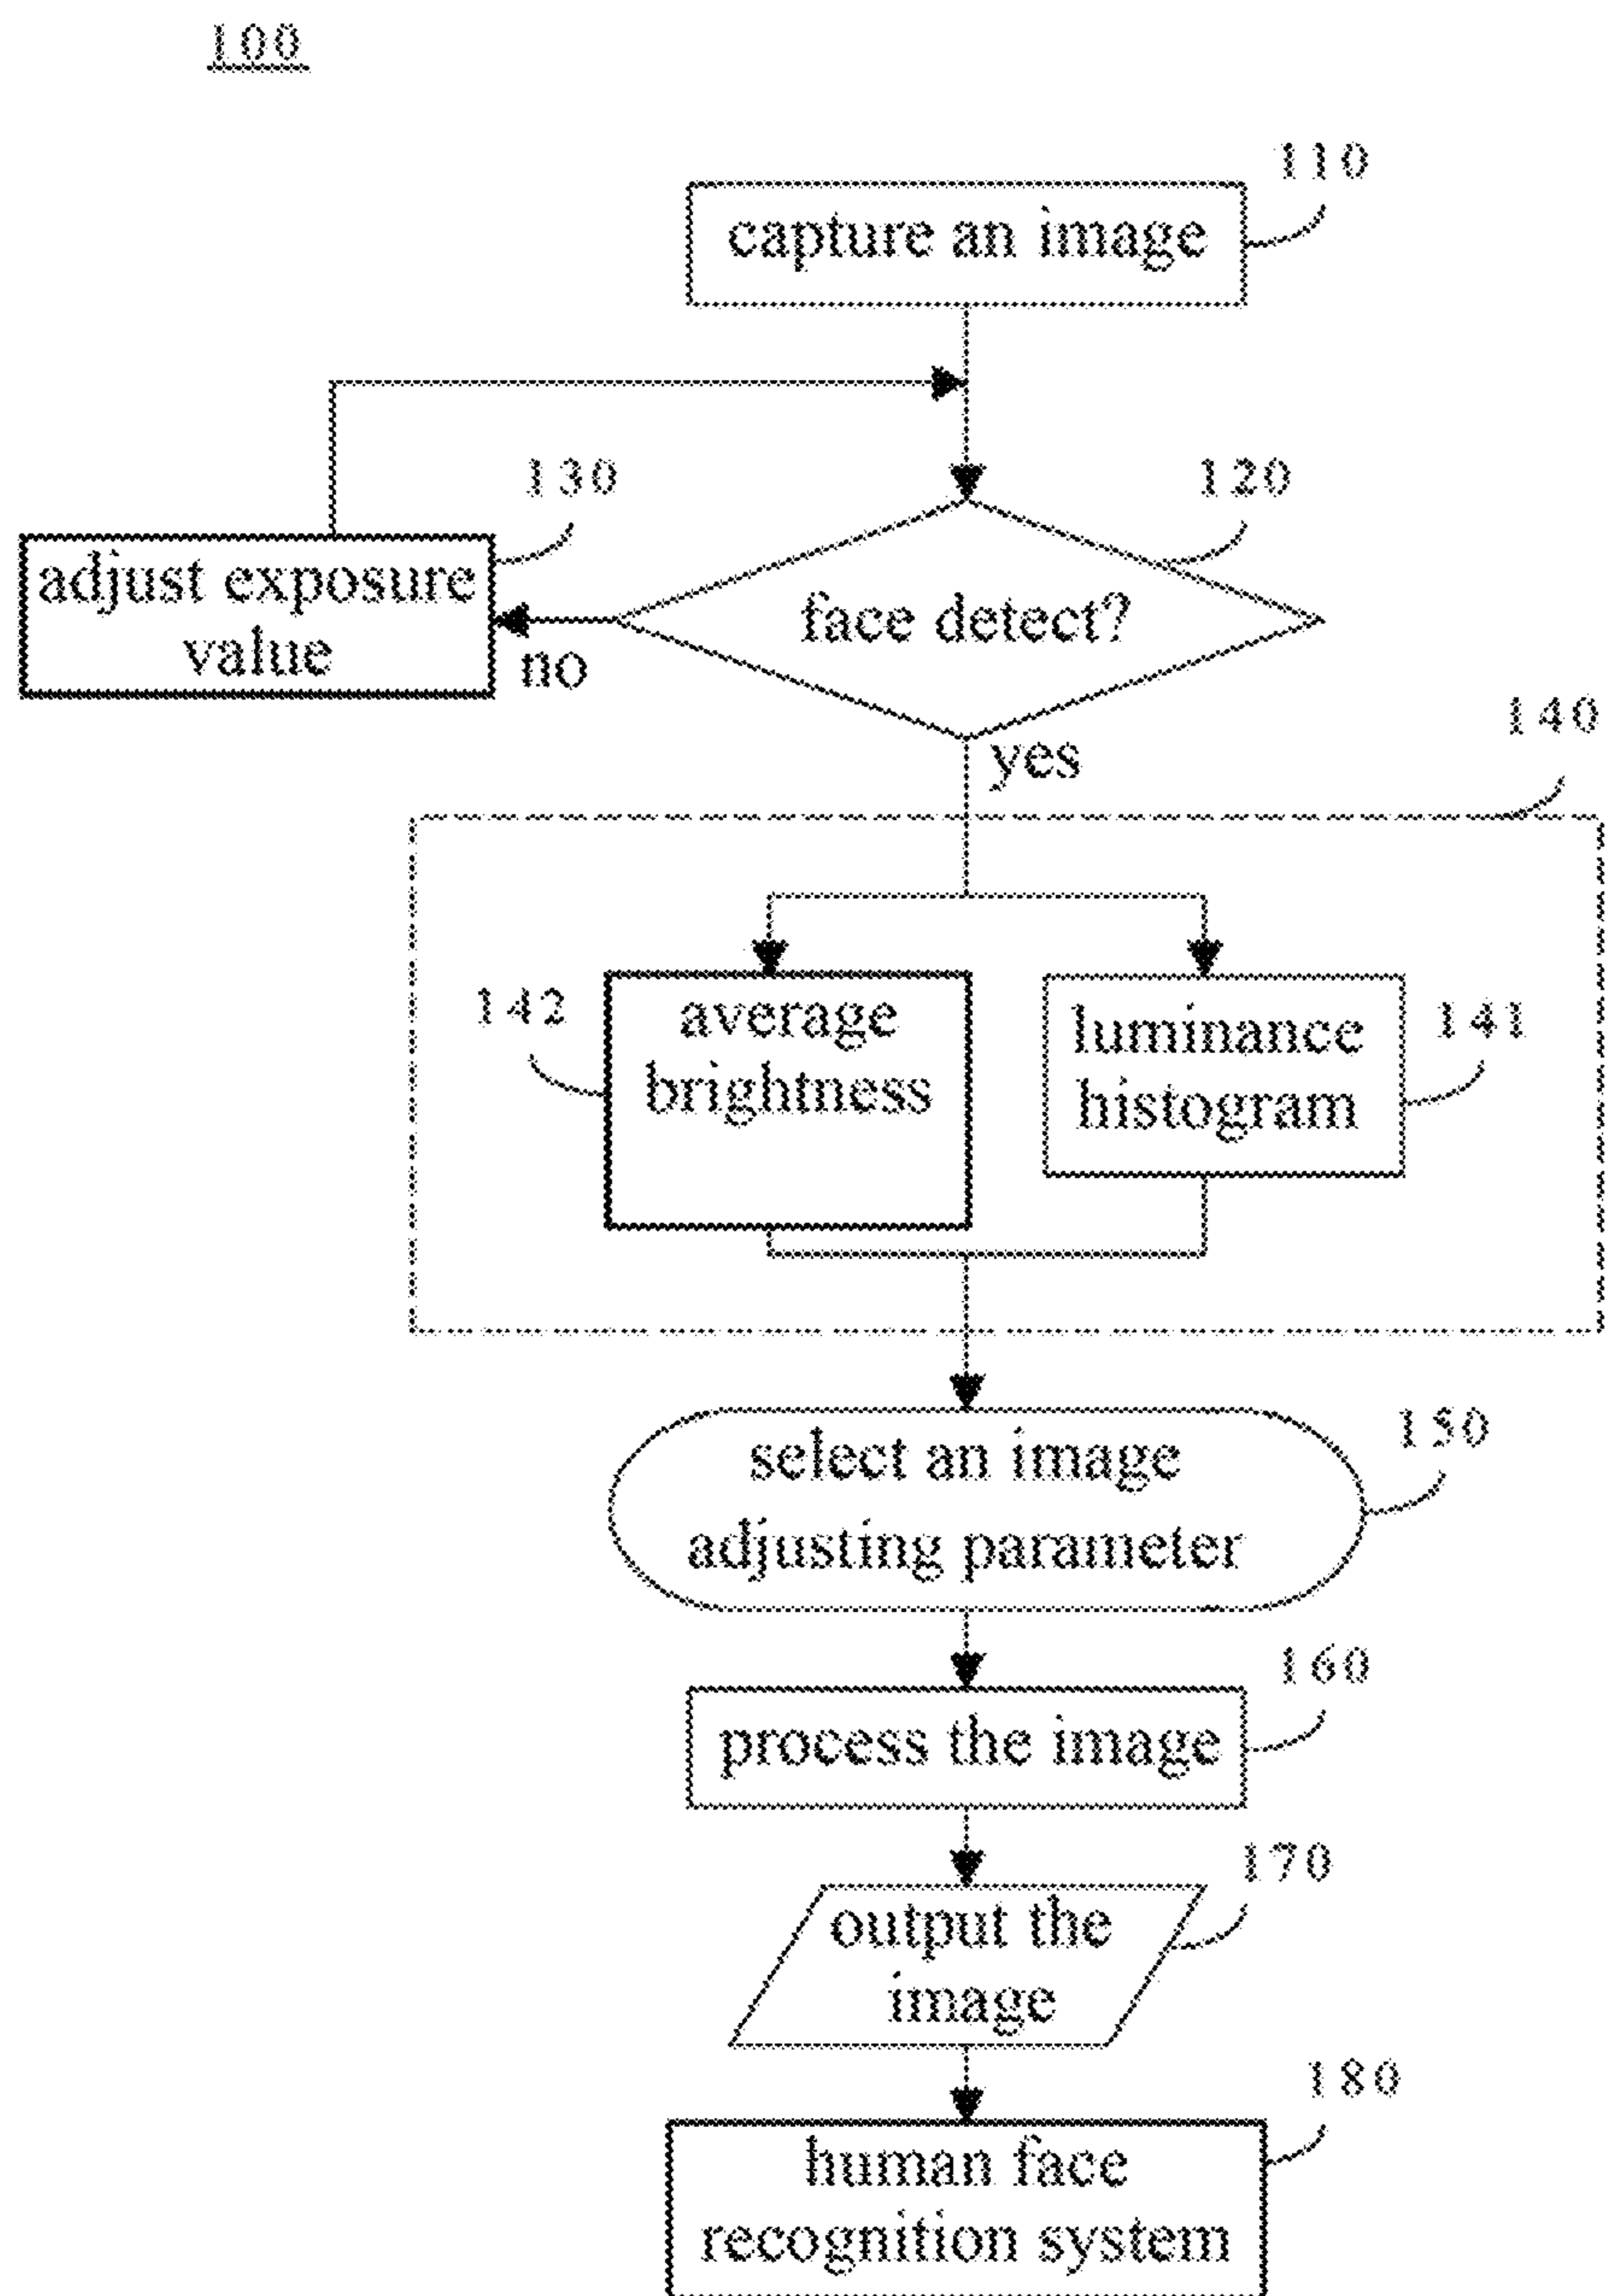 100
110
capture an image
130
120
adjust exposure
value
face detect?
no
yes
140
142
average
brightness
luminance
histogram
141
select an image
adjusting parameter
150
160
process the image
170
output the
image
180
human face
recognition system